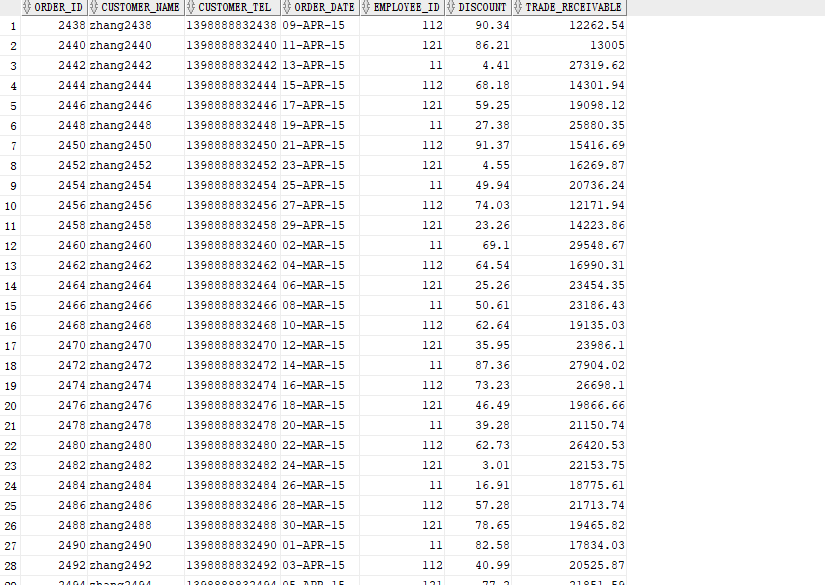 ORDER_ID CUSTOMER_NAME CUSTOMER_TEL ORDER_DATE EMPLOYEE_ID DISCOUNT TRADE_RECEIVABLE
1 2438 zhang2438 1398888832438 09-APR-15 112 90.34 12262.54
2 2440 zhang2440 1398888832440 11-APR-15 121 86.21 13005
3 2442 zhang2442 1398888832442 13-APR-15 11 4.41 27319.62
4 2444 zhang2444 1398888832444 15-APR-15 112 68.18 14301.94
5 2446 zhang2446 1398888832446 17-APR-15 121 59.25 19098.12
6 2448 zhang2448 1398888832448 19-APR-15 11 27.38 25880.35
7 2450 zhang2450 1398888832450 21-APR-15 112 91.37 15416.69
8 2452 zhang2452 1398888832452 23-APR-15 121 4.55 16269.87
9 2454 zhang2454 1398888832454 25-APR-15 11 49.94 20736.24
10 2456 zhang2456 1398888832456 27-APR-15 112 74.03 12171.94
11 2458 zhang2458 1398888832458 29-APR-15 121 23.26 14223.86
12 2460 zhang2460 1398888832460 02-MAR-15 11 69.1 29548.67
13 2462 zhang2462 1398888832462 04-MAR-15 112 64.54 16990.31
14 2464 zhang2464 1398888832464 06-MAR-15 121 25.26 23454.35
15 2466 zhang2466 1398888832466 08-MAR-15 11 50.61 23186.43
16 2468 zhang2468 1398888832468 10-MAR-15 112 62.64 19135.03
17 2470 zhang2470 1398888832470 12-MAR-15 121 35.95 23986.1
18 2472 zhang2472 1398888832472 14-MAR-15 11 87.36 27904.02
19 2474 zhang2474 1398888832474 16-MAR-15 112 73.23 26698.1
20 2476 zhang2476 1398888832476 18-MAR-15 121 46.49 19866.66
21 2478 zhang2478 1398888832478 20-MAR-15 11 39.28 21150.74
22 2480 zhang2480 1398888832480 22-MAR-15 112 62.73 26420.53
23 2482 zhang2482 1398888832482 24-MAR-15 121 3.01 22153.75
24 2484 zhang2484 1398888832484 26-MAR-15 11 16.91 18775.61
25 2486 zhang2486 1398888832486 28-MAR-15 112 57.28 21713.74
26 2488 zhang2488 1398888832488 30-MAR-15 121 78.65 19465.82
27 2490 zhang2490 1398888832490 01-APR-15 11 82.58 17834.03
28 2492 zhang2492 1398888832492 03-APR-15 112 40.99 20525.87